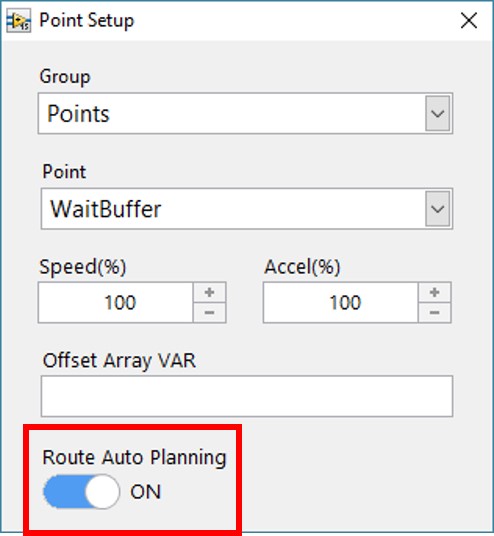 Point Setup
Group
Points
Point
WaitBuffer
Speed(%) Accel(%)
100 100
Offset Array VAR
Route Auto Planning
ON